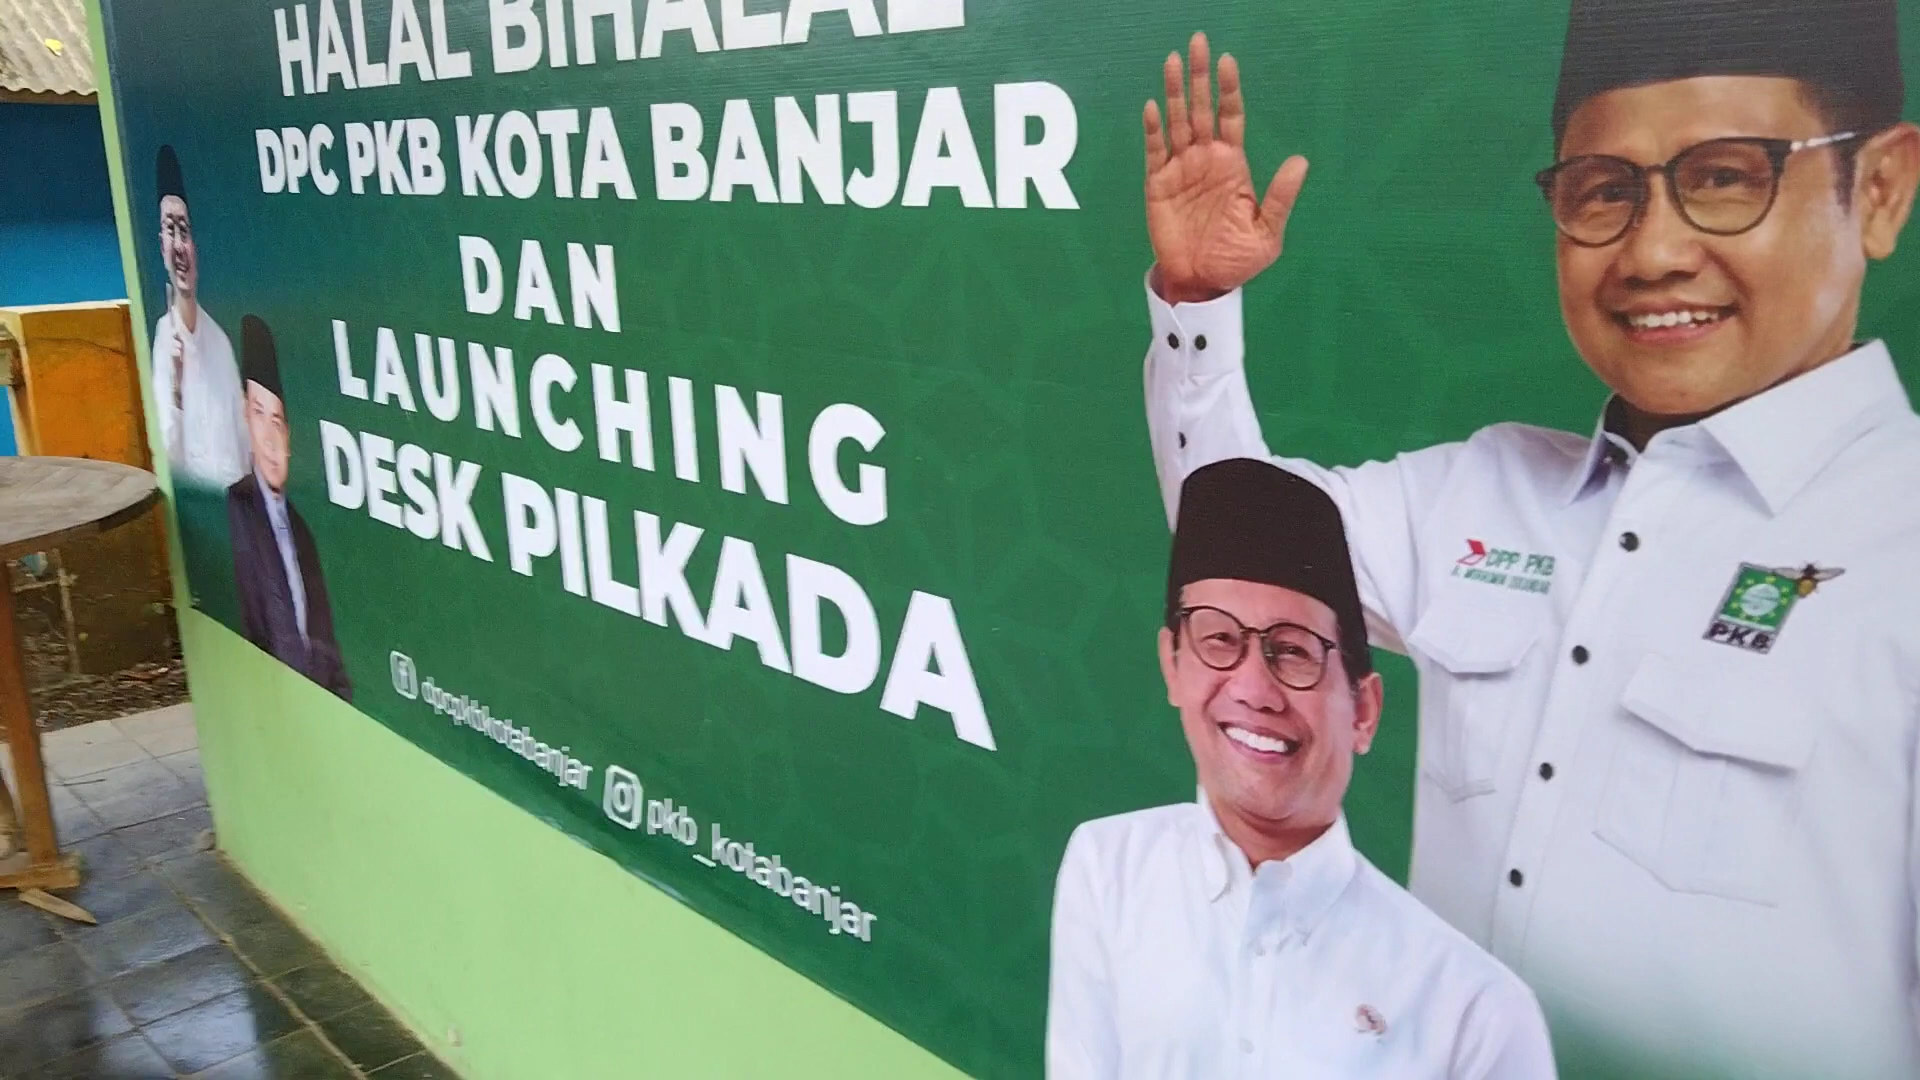 HALAL BIHALAL
DPC PKB KOTA BANJAR
DAN
LAUNCHING
DESK PILKADA
dpcpkbkotabanjar
pkb_kotabanjar
DPP PKB
PKB